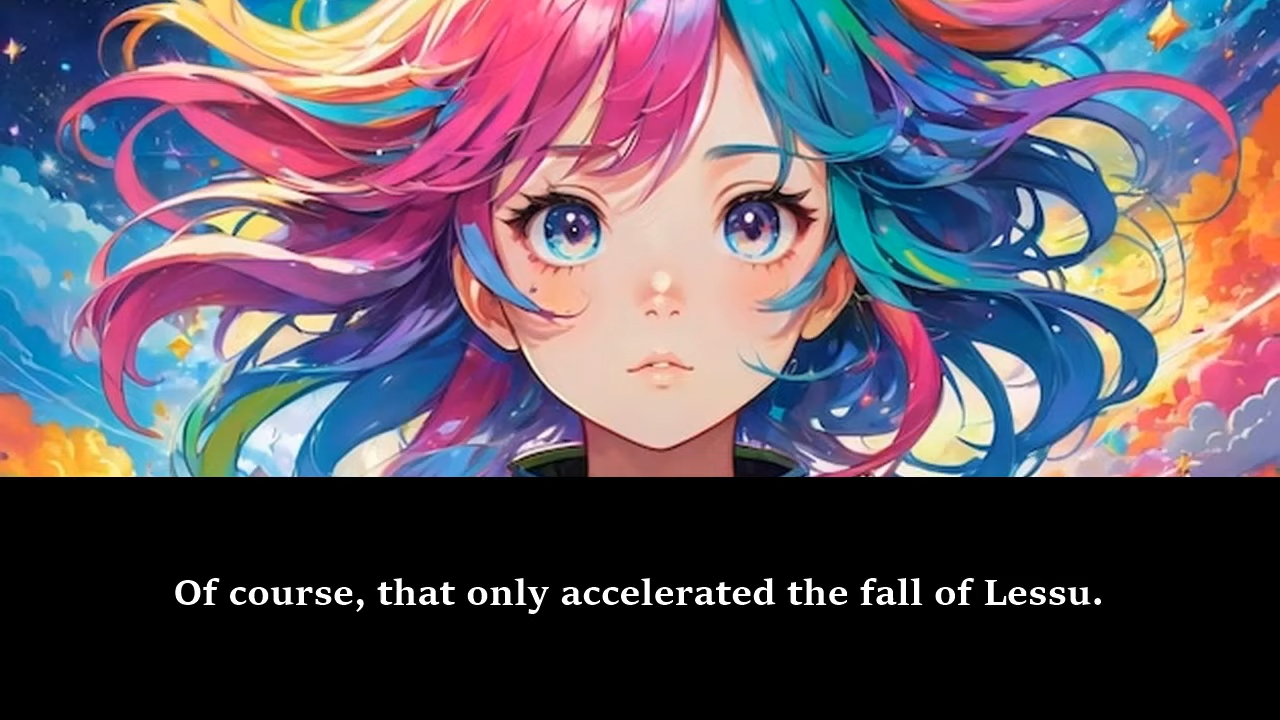 Of course, that only accelerated the fall of Lessu.